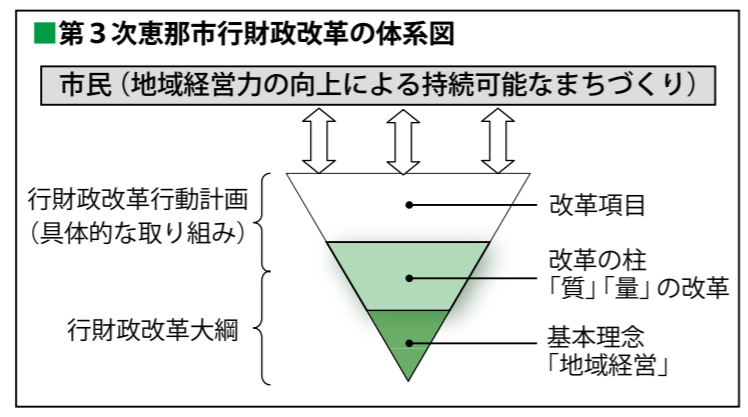 ■第３次恵那市行財政改革の体系図
市民（地域経営力の向上による持続可能なまちづくり）
行財政改革行動計画
（具体的な取り組み）
行財政改革大綱
改革項目
改革の柱
「質」「量」の改革
基本理念
「地域経営」